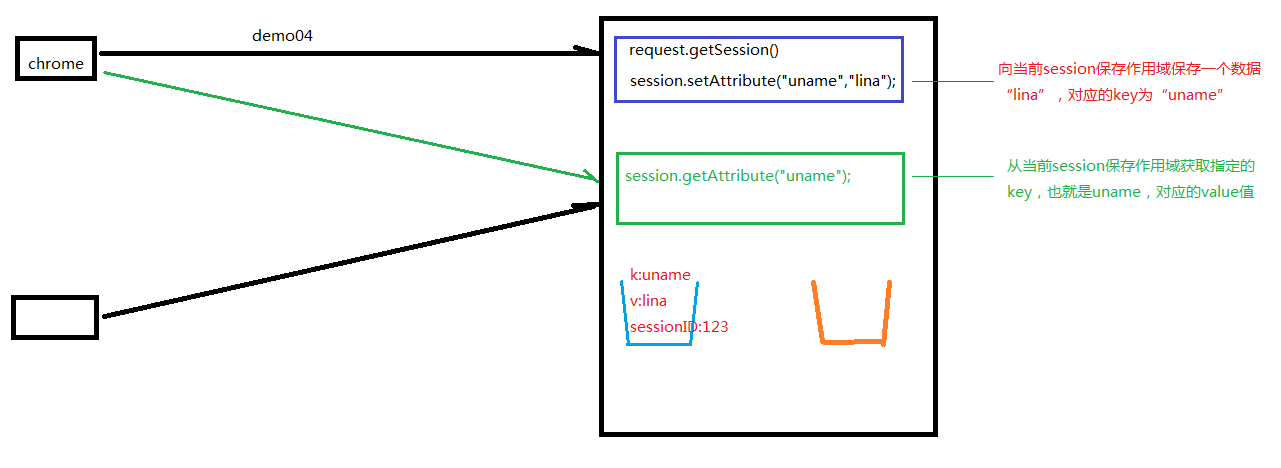 demo04
chrome
request.getSession()
session.setAttribute("uname","lina");
向当前session保存作用域保存一个数据
“lina”，对应的key为“uname”
session.getAttribute("uname");
从当前session保存作用域获取指定的
key，也就是uname，对应的value值
k:uname
v:lina
sessionID:123